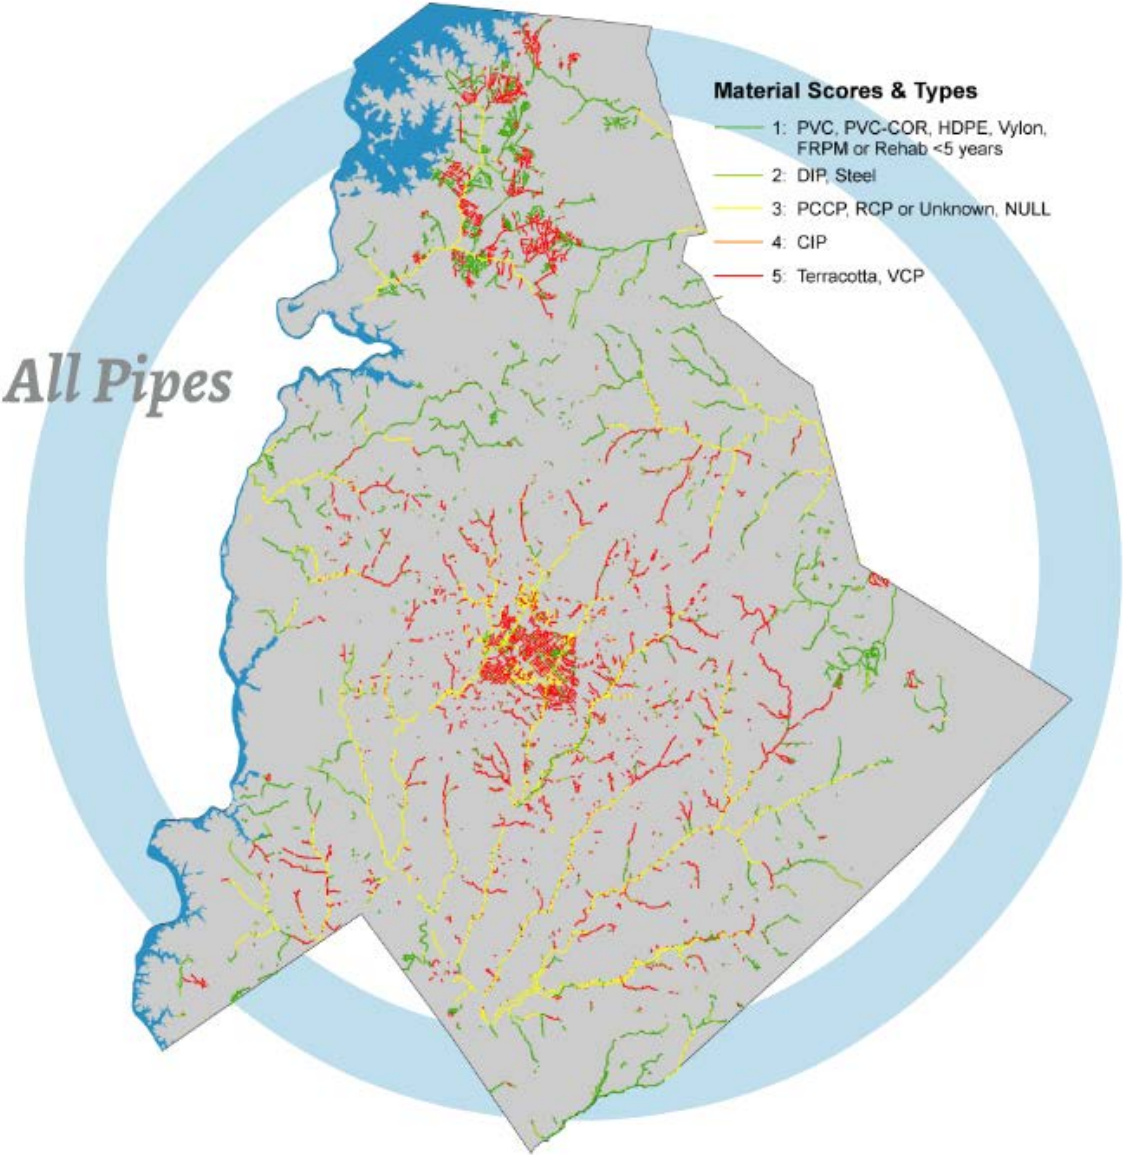 Material Scores & Types
1: PVC, PVC-COR, HDPE, Vylon,
FRPM or Rehab <5 years
2: DIP, Steel
3: PCCP, RCP or Unknown, NULL
4: CIP
5: Terracotta, VCP
All Pipes